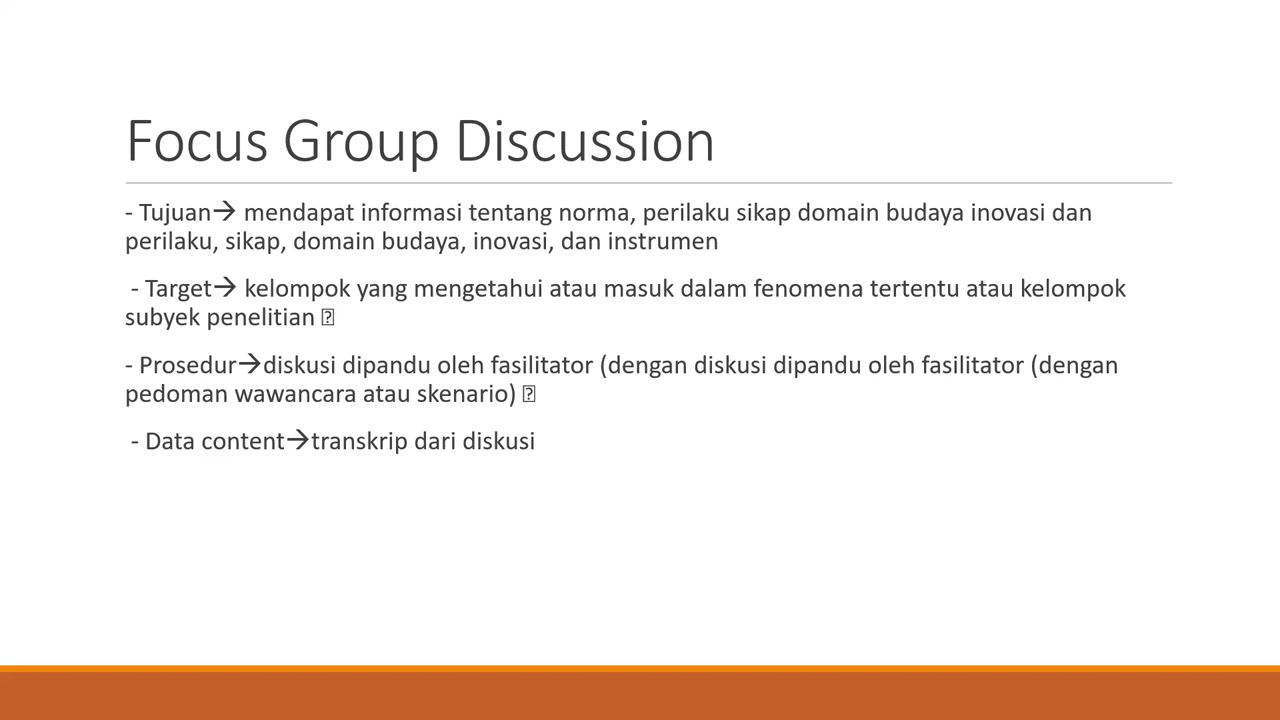 Focus Group Discussion
- Tujuan→ mendapat informasi tentang norma, perilaku sikap domain budaya inovasi dan
perilaku, sikap, domain budaya, inovasi, dan instrumen
- Target→ kelompok yang mengetahui atau masuk dalam fenomena tertentu atau kelompok
subyek penelitian ⍰
- Prosedur→diskusi dipandu oleh fasilitator (dengan diskusi dipandu oleh fasilitator (dengan
pedoman wawancara atau skenario) ⍰
- Data content→transkrip dari diskusi